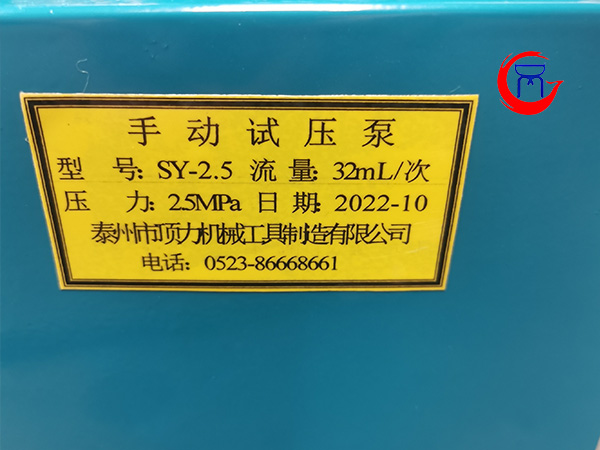 手动试压泵
型 号: SY-2.5 流量: 32mL/次
压 力: 2.5MPa 日期: 2022-10
泰州市顶力机械工具制造有限公司
电话: 0523-86668661